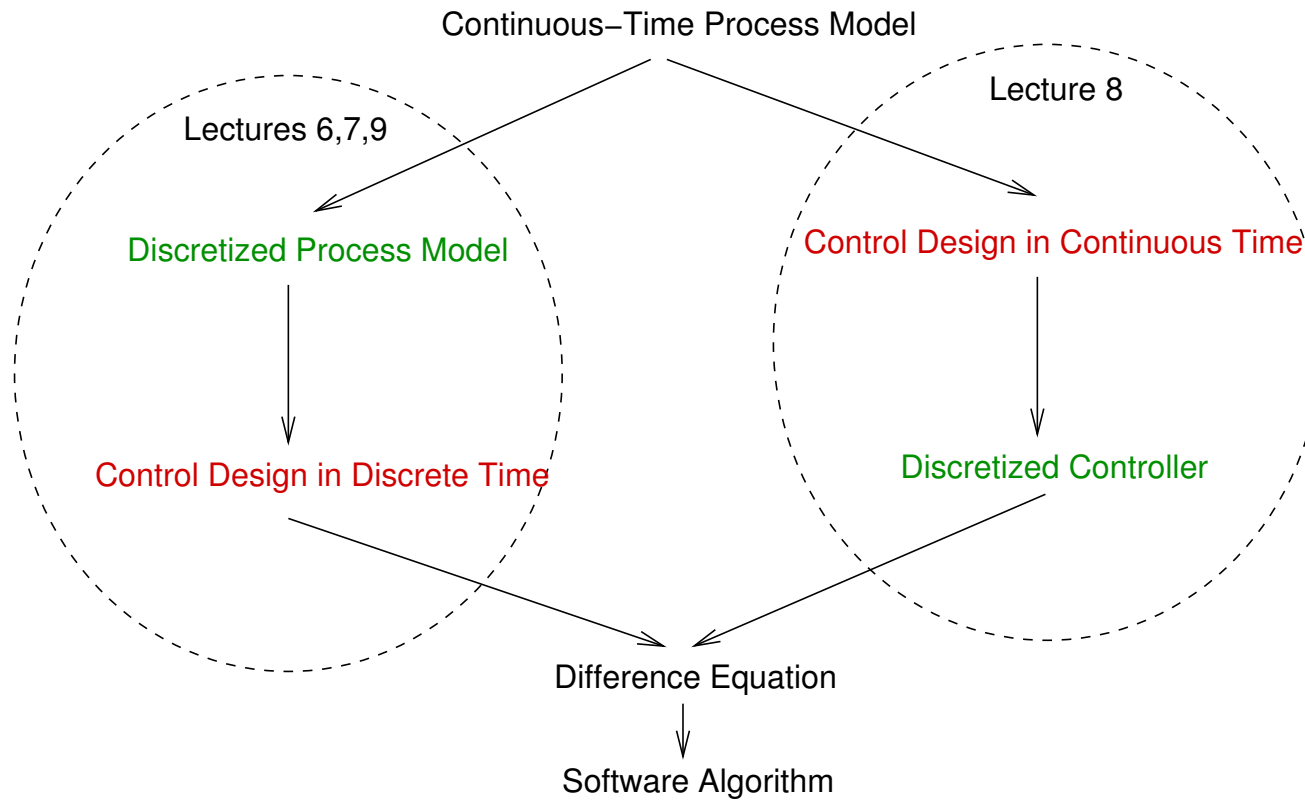 Continuous−Time Process Model
Lecture 8
Lectures 6,7,9
Discretized Process Model
Control Design in Continuous Time
Control Design in Discrete Time
Discretized Controller
Difference Equation
Software Algorithm